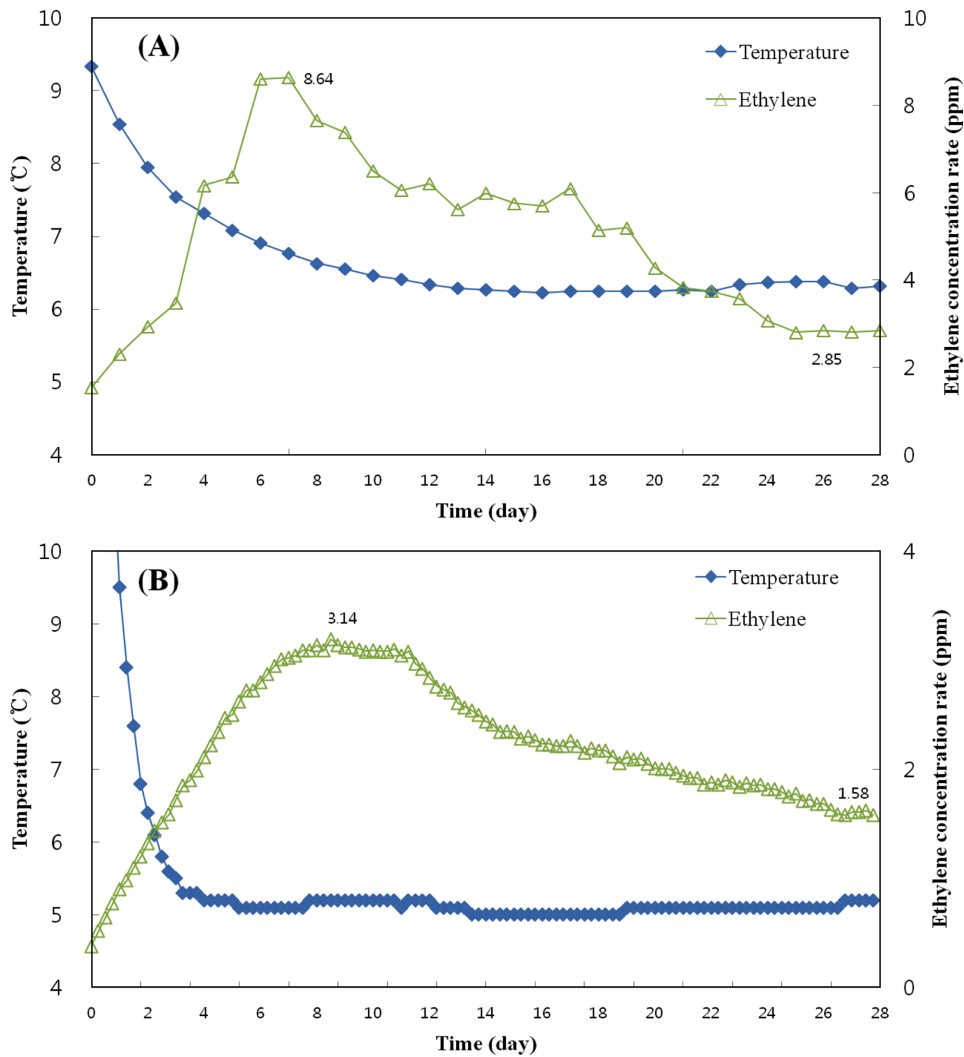 (A)
Temperature
Ethylene
8.64
2.85
10
9
8
7
6
5
4
Temperature (℃)
10
8
6
4
2
0
Ethylene concentration rate (ppm)
0 2 4 6 8 10 12 14 16 18 20 22 24 26 28
Time (day)
(B)
Temperature
Ethylene
3.14
1.58
10
9
8
7
6
5
4
Temperature (℃)
4
2
0
Ethylene concentration rate (ppm)
0 2 4 6 8 10 12 14 16 18 20 22 24 26 28
Time (day)